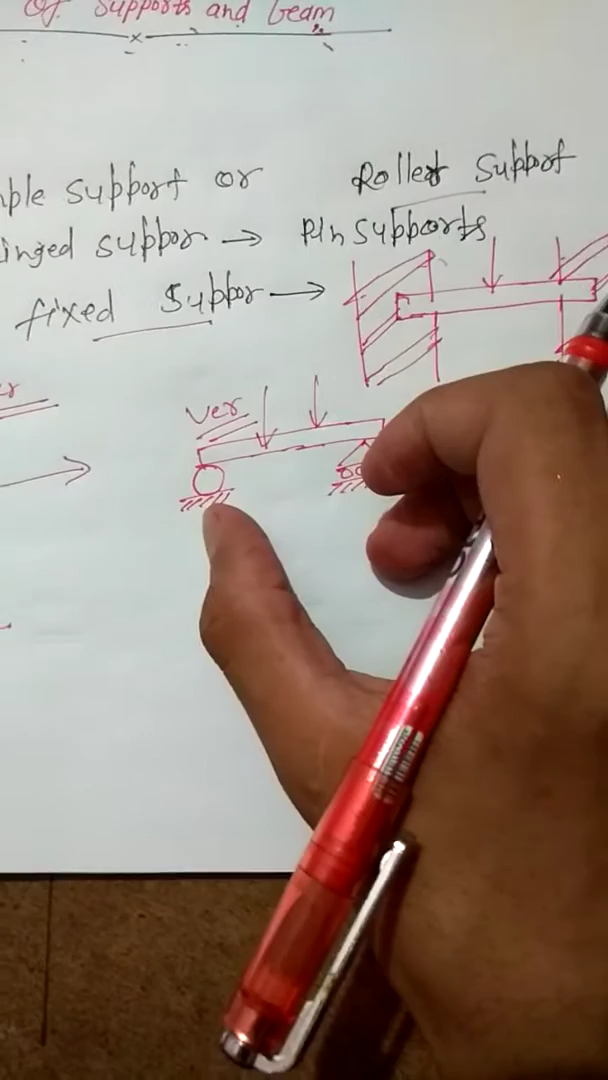 Of Supports and beam
ple support or Roller Support
inged suppor → Pin supports
fixed Suppor →
Ver